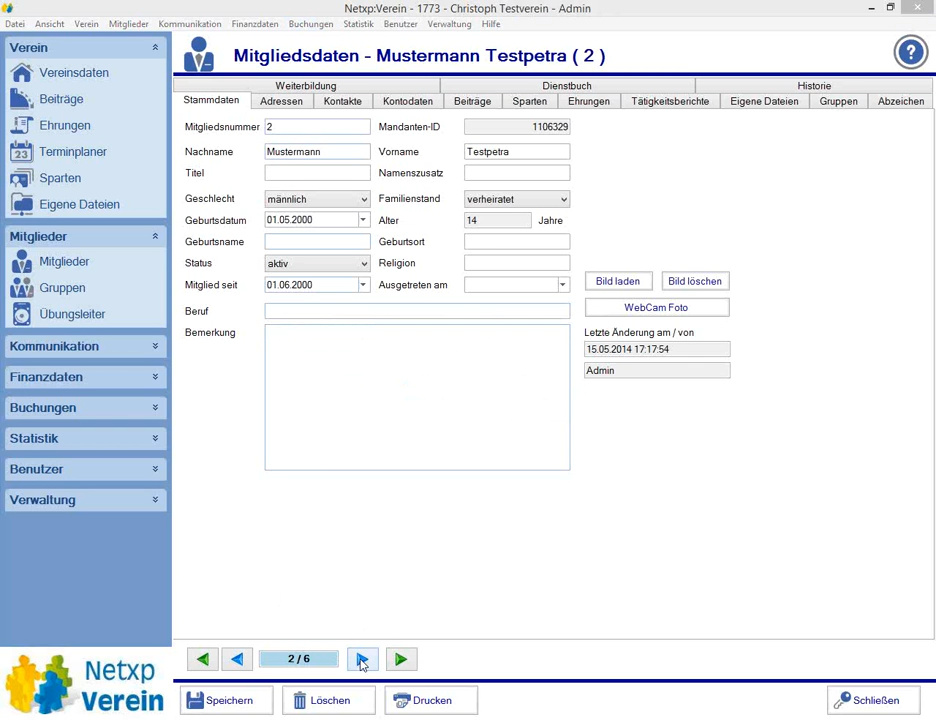 Netxp:Verein - 1773 - Christoph Testverein - Admin
Datei Ansicht Verein Mitglieder Kommunikation Finanzdaten Buchungen Statistik Benutzer Verwaltung Hilfe
Verein
Vereinsdaten
Beiträge
Ehrungen
23 Terminplaner
Sparten
Eigene Dateien
Mitglieder
Mitglieder
Gruppen
Übungsleiter
Kommunikation
Finanzdaten
Buchungen
Statistik
Benutzer
Verwaltung
Netxp
Verein
Mitgliedsdaten - Mustermann Testpetra ( 2 )
?
Weiterbildung Dienstbuch Historie
Stammdaten Adressen Kontakte Kontodaten Beiträge Sparten Ehrungen Tätigkeitsberichte Eigene Dateien Gruppen Abzeichen
Mitgliedsnummer 2 Mandanten-ID 1106329
Nachname Mustermann Vorname Testpetra
Titel Namenszusatz
Geschlecht männlich Familienstand verheiratet
Geburtsdatum 01.05.2000 Alter 14 Jahre
Geburtsname Geburtsort
Status aktiv Religion
Mitglied seit 01.06.2000 Ausgetreten am
Beruf
Bemerkung
Bild laden Bild löschen
WebCam Foto
Letzte Änderung am / von
15.05.2014 17:17:54
Admin
2 / 6
Speichern Löschen Drucken Schließen